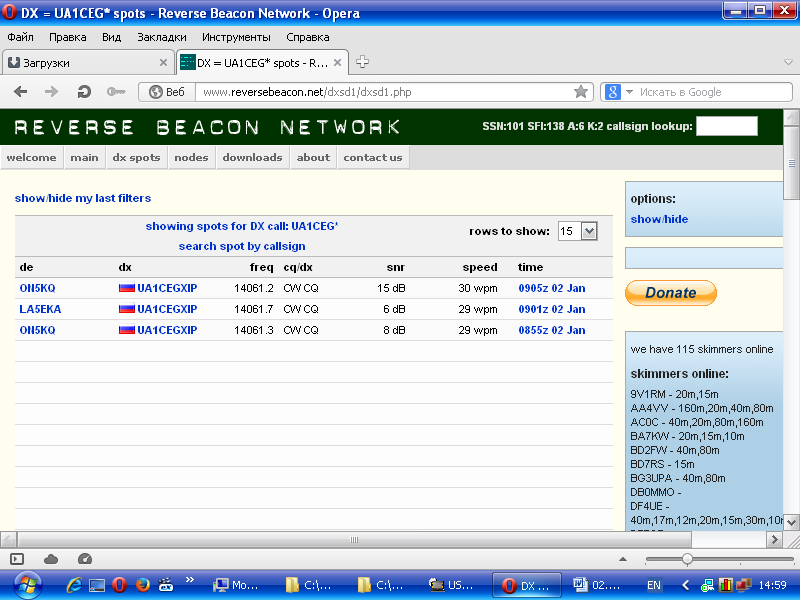 DX = UA1CEG* spots - Reverse Beacon Network - Opera
Файл Правка Вид Закладки Инструменты Справка
Загрузки
DX = UA1CEG* spots - R...
Веб www.reversebeacon.net/dxsd1/dxsd1.php
Искать в Google
REVERSE BEACON NETWORK
SSN:101 SFI:138 A:6 K:2 callsign lookup:
welcome main dx spots nodes downloads about contact us
show/hide my last filters
showing spots for DX call: UA1CEG*
search spot by callsign
rows to show: 15
de dx freq cq/dx snr speed time
ON5KQ UA1CEGXIP 14061.2 CW CQ 15 dB 30 wpm 0905z 02 Jan
LA5EKA UA1CEGXIP 14061.7 CW CQ 6 dB 29 wpm 0901z 02 Jan
ON5KQ UA1CEGXIP 14061.3 CW CQ 8 dB 29 wpm 0855z 02 Jan
options:
show/hide
Donate
we have 115 skimmers online
skimmers online:
9V1RM - 20m,15m
AA4VV - 160m,20m,40m,80m
AC0C - 40m,20m,80m,160m
BA7KW - 20m,15m,10m
BD2FW - 40m,80m
BD7RS - 15m
BG3UPA - 40m,80m
DB0MMO -
DF4UE -
40m,17m,12m,20m,15m,30m,10m
Mo... C:\... C:\... US... DX ... 02.... EN 14:59